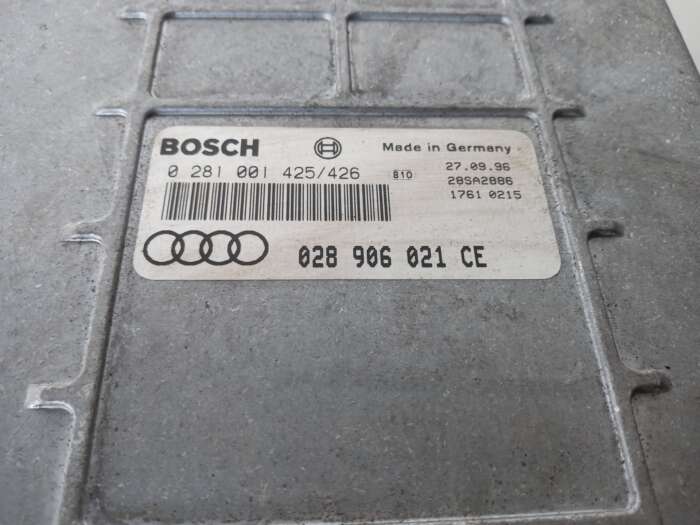 BOSCH Made in Germany
0 281 001 425/426 B10 27.09.96
28SA2886
1761 0215
028 906 021 CE